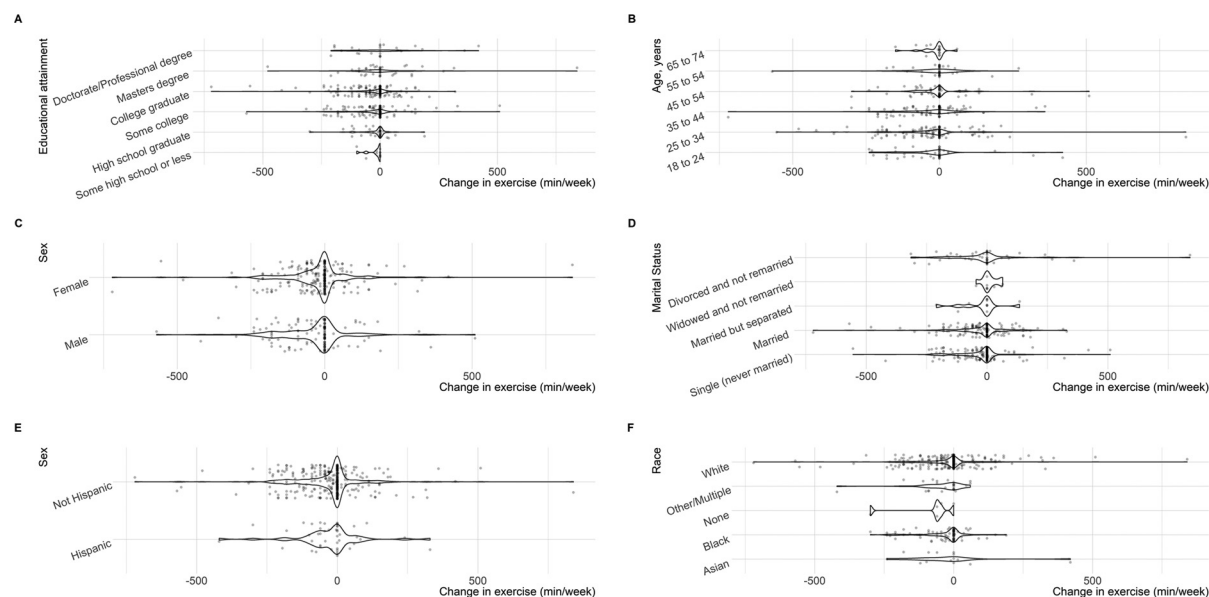 A
Educational attainment
Doctorate/Professional degree
Masters degree
College graduate
Some college
High school graduate
Some high school or less
-500
0
500
Change in exercise (min/week)
B
Age, years
65 to 74
55 to 54
45 to 54
35 to 44
25 to 34
18 to 24
-500
0
500
Change in exercise (min/week)
C
Sex
Female
Male
-500
0
500
Change in exercise (min/week)
D
Marital Status
Divorced and not remarried
Widowed and not remarried
Married but separated
Married
Single (never married)
-500
0
500
Change in exercise (min/week)
E
Sex
Not Hispanic
Hispanic
-500
0
500
Change in exercise (min/week)
F
Race
White
Other/Multiple
None
Black
Asian
-500
0
500
Change in exercise (min/week)